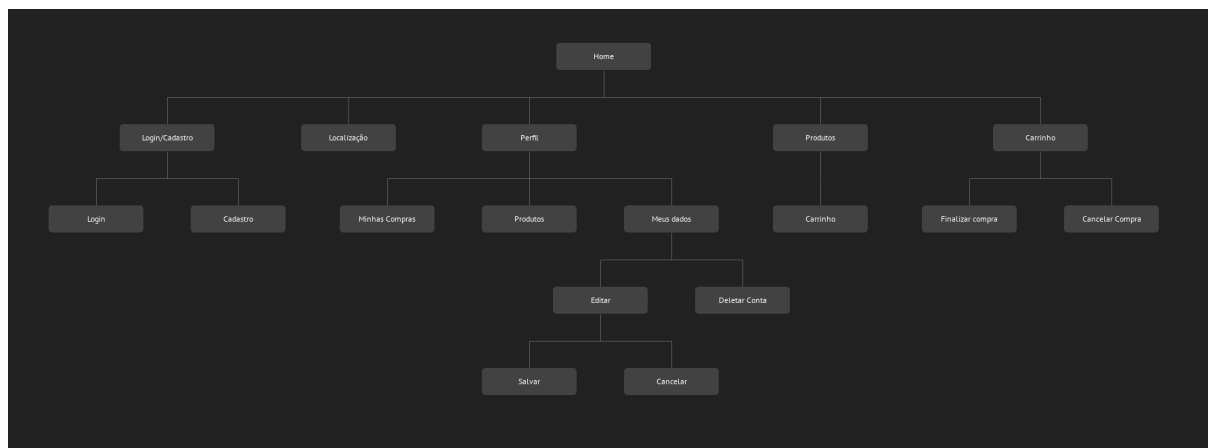 Home
Login/Cadastro
Localização
Perfil
Produtos
Carrinho
Login
Cadastro
Minhas Compras
Produtos
Meus dados
Carrinho
Finalizar compra
Cancelar Compra
Editar
Deletar Conta
Salvar
Cancelar